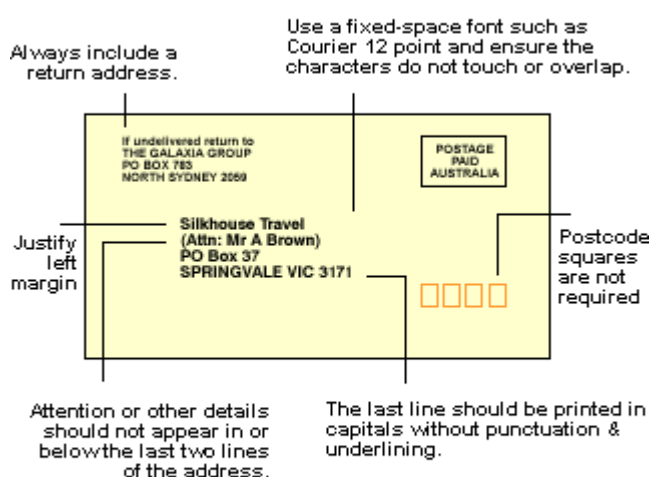 Always include a
return address.
Use a fixed-space font such as
Courier 12 point and ensure the
characters do not touch or overlap.
If undelivered return to
THE GALAXIA GROUP
PO BOX 783
NORTH SYDNEY 2059
POSTAGE
PAID
AUSTRALIA
Silkhouse Travel
(Attn: Mr A Brown)
PO Box 37
SPRINGVALE VIC 3171
Justify
left
margin
Postcode
squares
are not
required
Attention or other details
should not appear in or
below the last two lines
of the address.
The last line should be printed in
capitals without punctuation &
underlining.